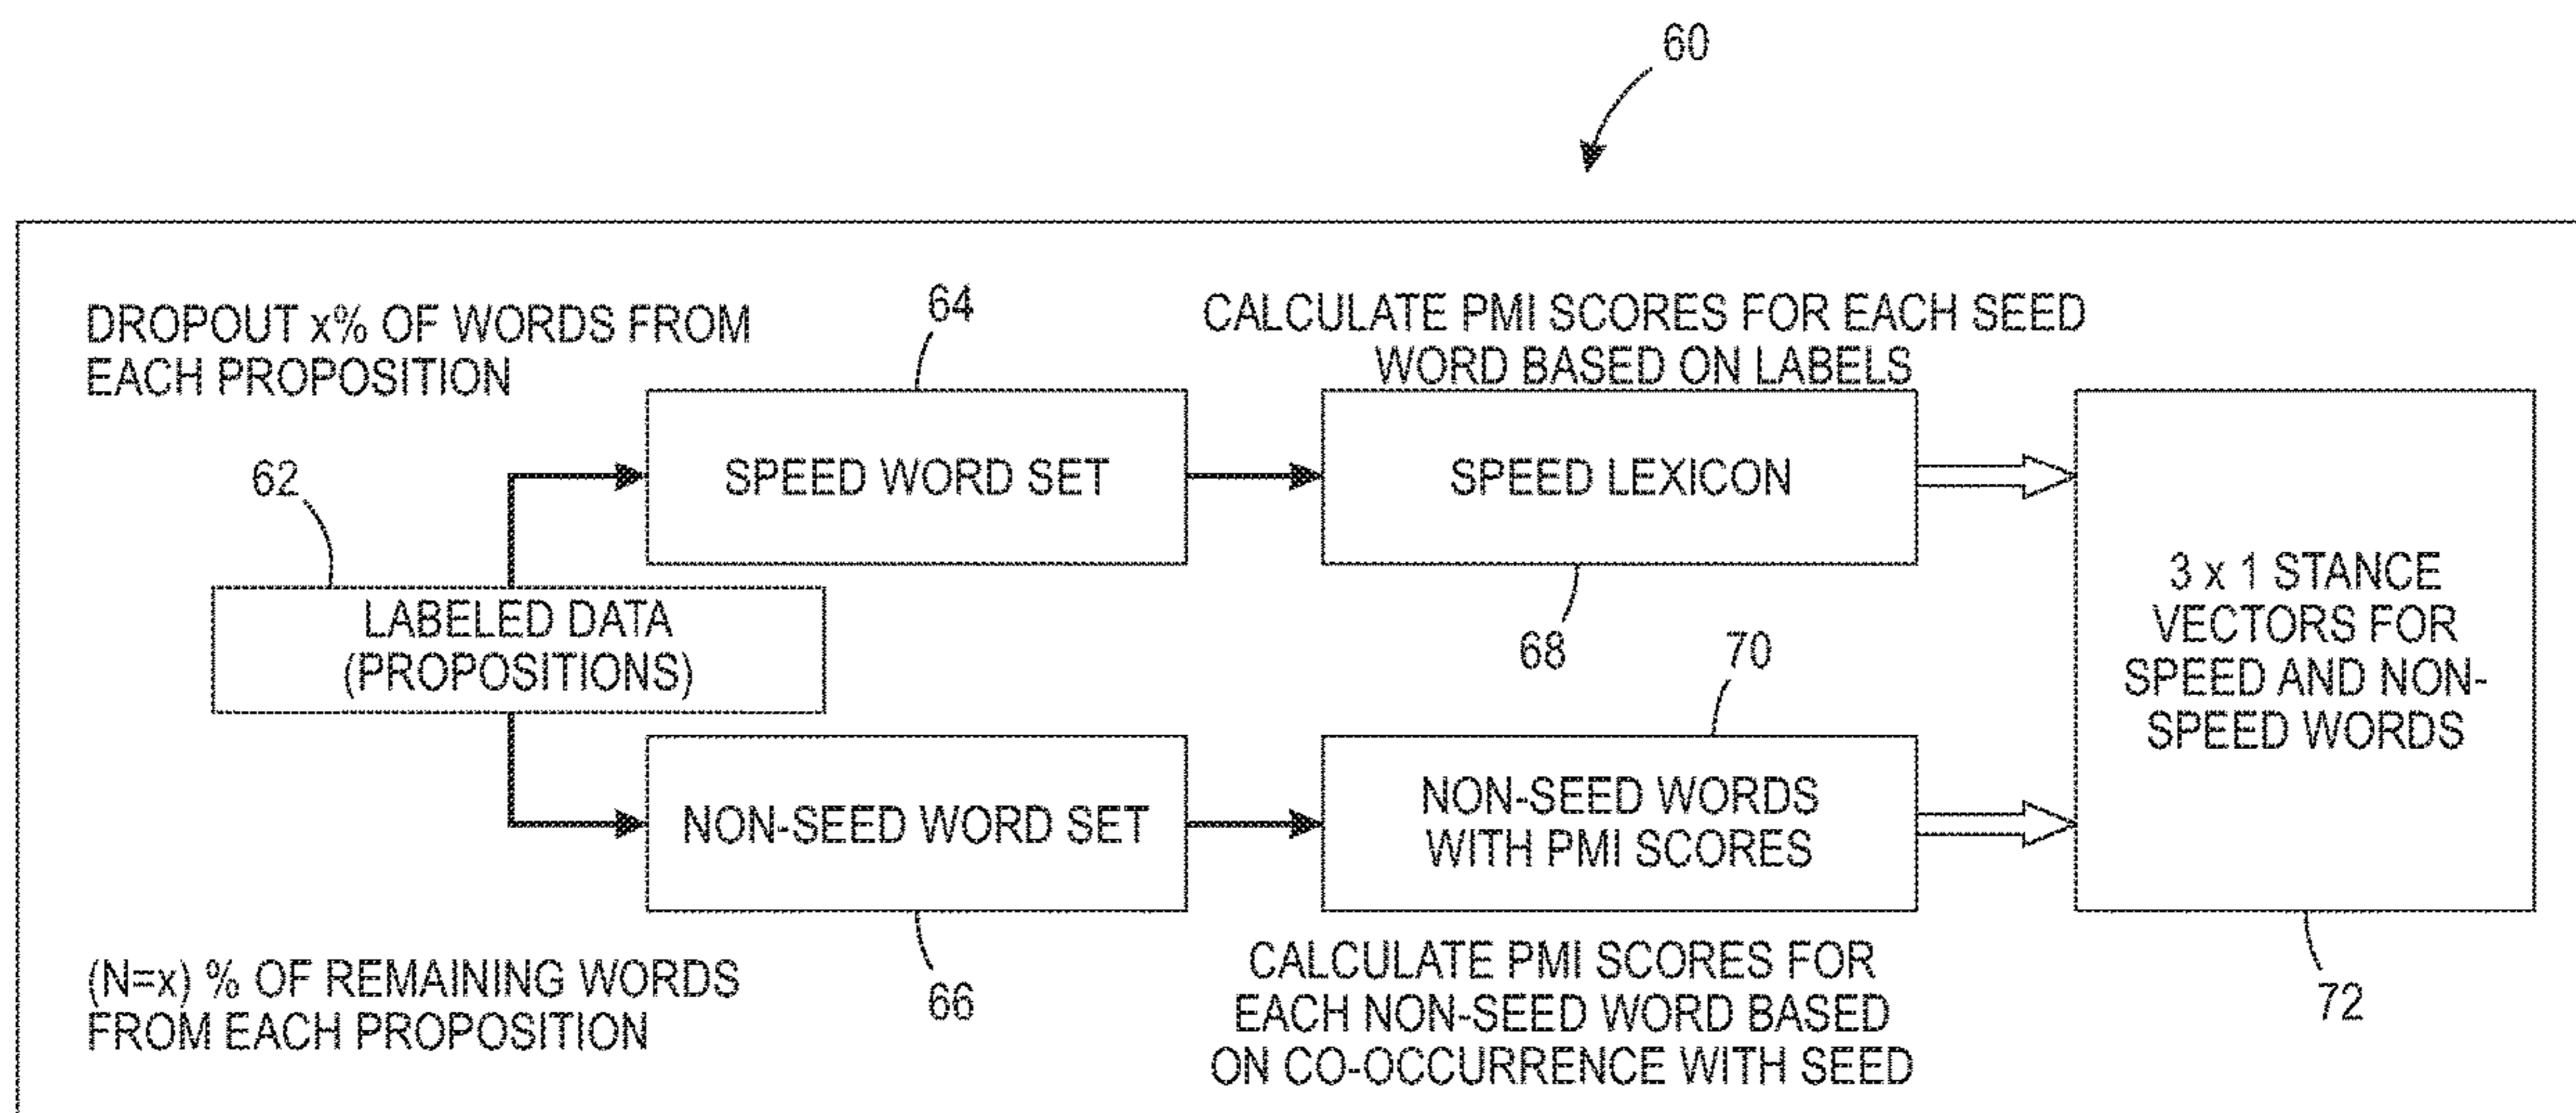 60
DROPOUT x% OF WORDS FROM
EACH PROPOSITION
64
CALCULATE PMI SCORES FOR EACH SEED
WORD BASED ON LABELS
62
SPEED WORD SET
SPEED LEXICON
LABELED DATA
(PROPOSITIONS)
68
70
3 x 1 STANCE
VECTORS FOR
SPEED AND NON-
SPEED WORDS
NON-SEED WORD SET
NON-SEED WORDS
WITH PMI SCORES
(N=x) % OF REMAINING WORDS
FROM EACH PROPOSITION
66
CALCULATE PMI SCORES FOR
EACH NON-SEED WORD BASED
ON CO-OCCURRENCE WITH SEED
72